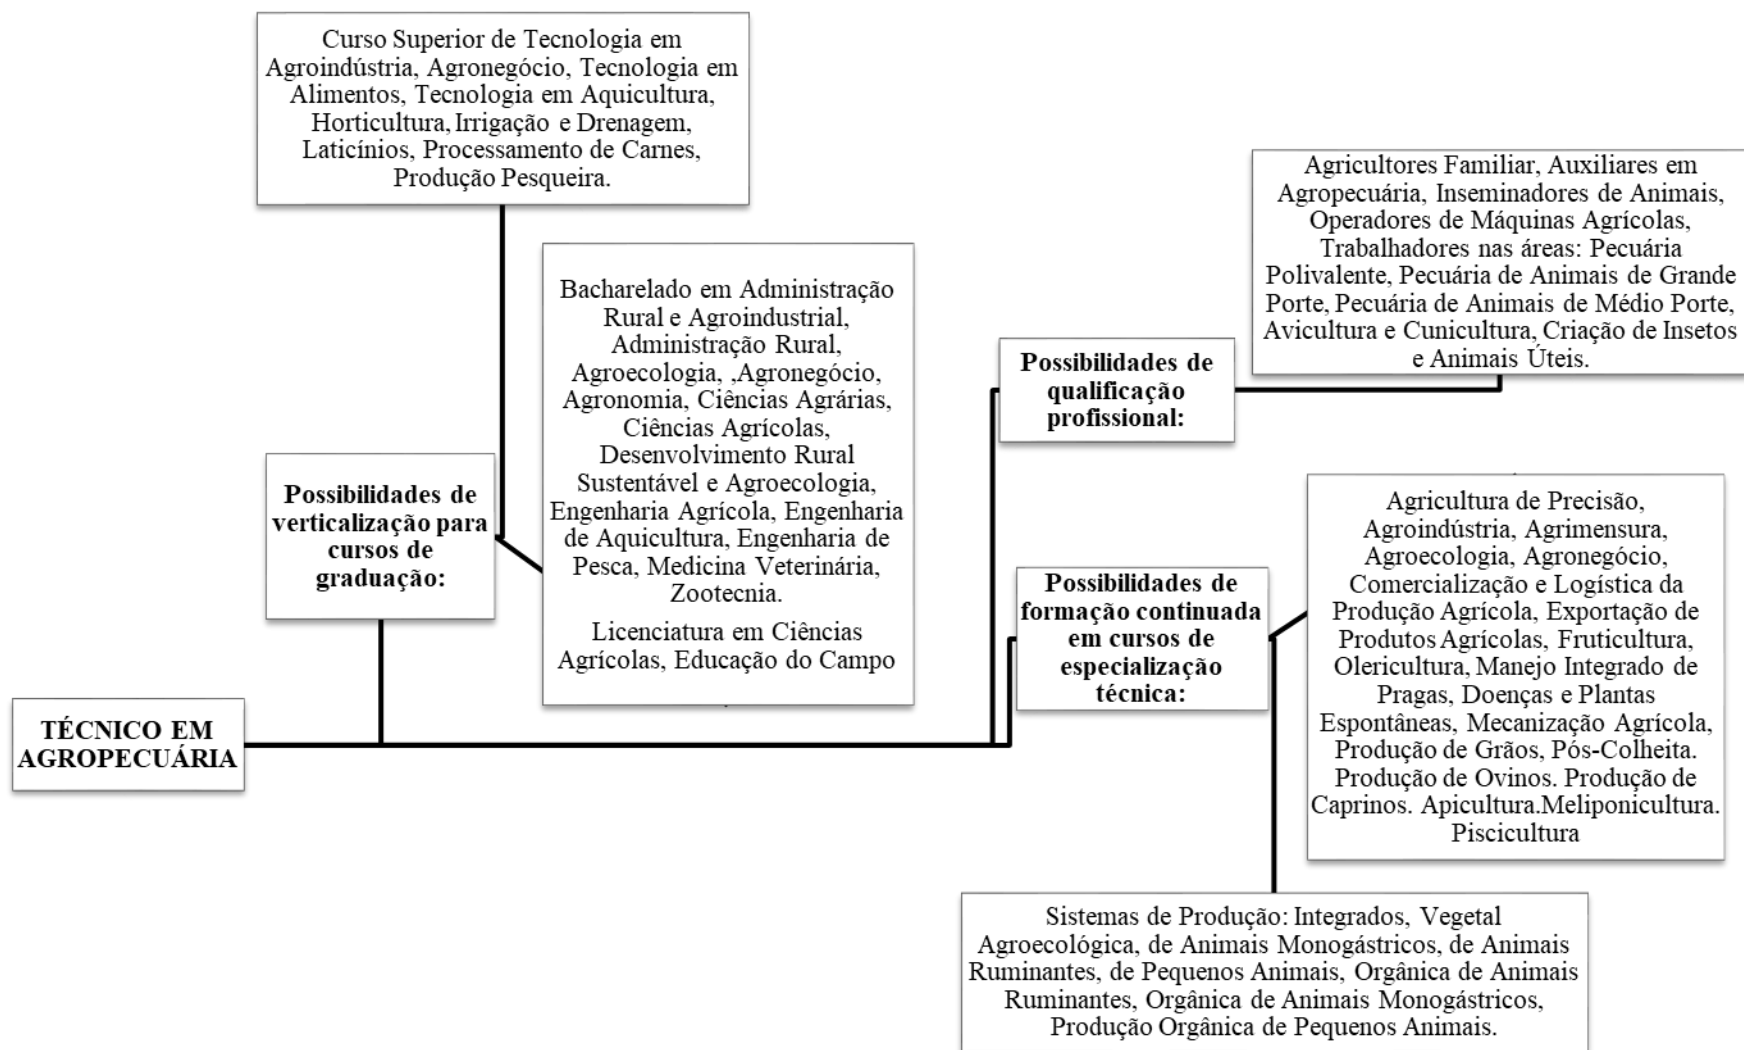 Curso Superior de Tecnologia em
Agroindústria, Agronegócio, Tecnologia em
Alimentos, Tecnologia em Aquicultura,
Horticultura, Irrigação e Drenagem,
Laticínios, Processamento de Carnes,
Produção Pesqueira.
Bacharelado em Administração
Rural e Agroindustrial,
Administração Rural,
Agroecologia, ,Agronegócio,
Agronomia, Ciências Agrárias,
Ciências Agrícolas,
Desenvolvimento Rural
Sustentável e Agroecologia,
Engenharia Agrícola, Engenharia
de Aquicultura, Engenharia de
Pesca, Medicina Veterinária,
Zootecnia.
Licenciatura em Ciências
Agrícolas, Educação do Campo
Possibilidades de
verticalização para
cursos de
graduação:
TÉCNICO EM
AGROPECUÁRIA
Agricultores Familiar, Auxiliares em
Agropecuária, Inseminadores de Animais,
Operadores de Máquinas Agrícolas,
Trabalhadores nas áreas: Pecuária
Polivalente, Pecuária de Animais de Grande
Porte, Pecuária de Animais de Médio Porte,
Avicultura e Cunicultura, Criação de Insetos
e Animais Úteis.
Possibilidades de
qualificação
profissional:
Possibilidades de
formação continuada
em cursos de
especialização
técnica:
Agricultura de Precisão,
Agroindústria, Agrimensura,
Agroecologia, Agronegócio,
Comercialização e Logística da
Produção Agrícola, Exportação de
Produtos Agrícolas, Fruticultura,
Olericultura, Manejo Integrado de
Pragas, Doenças e Plantas
Espontâneas, Mecanização Agrícola,
Produção de Grãos, Pós-Colheita.
Produção de Ovinos. Produção de
Caprinos. Apicultura.Meliponicultura.
Piscicultura
Sistemas de Produção: Integrados, Vegetal
Agroecológica, de Animais Monogástricos, de Animais
Ruminantes, de Pequenos Animais, Orgânica de Animais
Ruminantes, Orgânica de Animais Monogástricos,
Produção Orgânica de Pequenos Animais.